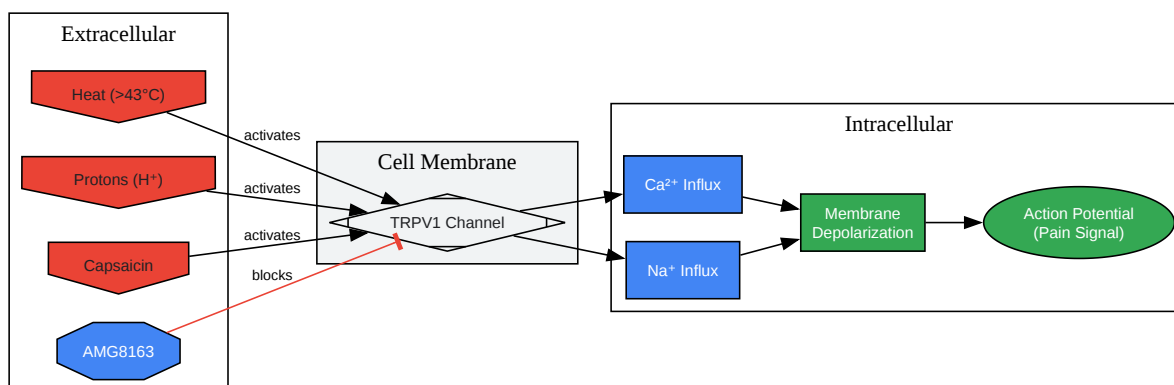 Extracellular
Heat (>43°C)
Protons (H⁺)
Capsaicin
AMG8163
activates
activates
activates
blocks
Cell Membrane
TRPV1 Channel
Intracellular
Ca²⁺ Influx
Na⁺ Influx
Membrane
Depolarization
Action Potential
(Pain Signal)